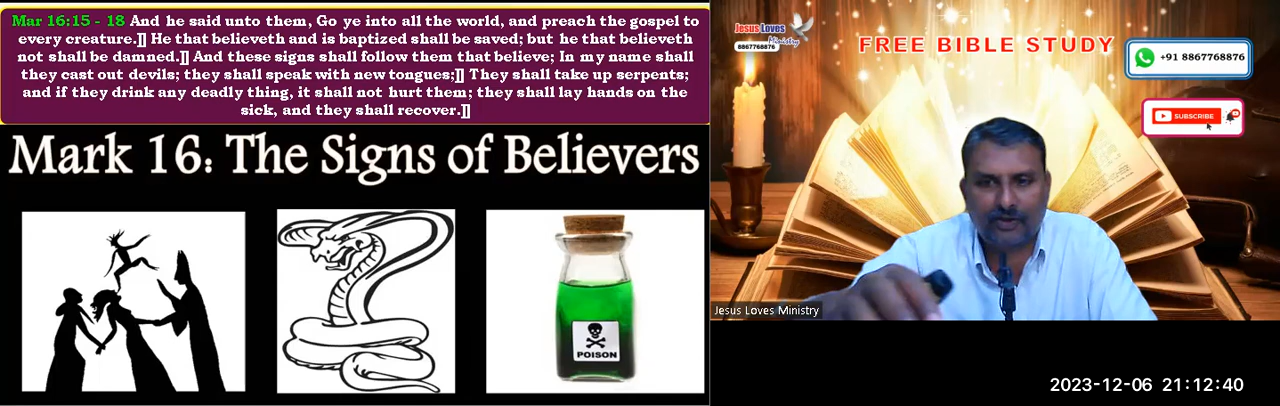 Mar 16:15 - 18 And he said unto them, Go ye into all the world, and preach the gospel to
every creature.]] He that believeth and is baptized shall be saved; but he that believeth
not shall be damned.]] And these signs shall follow them that believe; In my name shall
they cast out devils; they shall speak with new tongues;]] They shall take up serpents;
and if they drink any deadly thing, it shall not hurt them; they shall lay hands on the
sick, and they shall recover.]]
Mark 16: The Signs of Believers
POISON
Jesus Loves
Ministry
8867768876
FREE BIBLE STUDY
+91 8867768876
SUBSCRIBE
Jesus Loves Ministry
2023-12-06 21:12:40